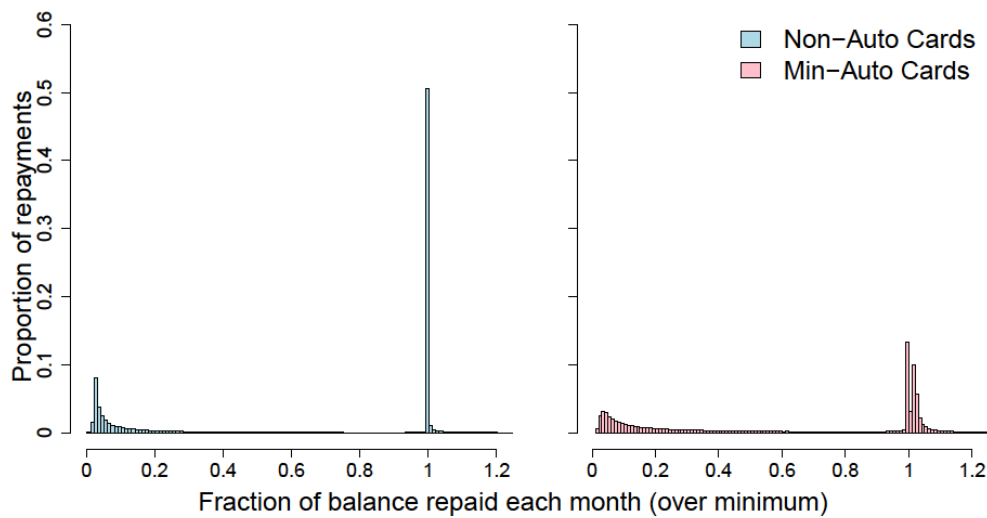 Non−Auto Cards
Min−Auto Cards
Proportion of repayments
0.6
0.5
0.4
0.3
0.2
0.1
0
0 0.2 0.4 0.6 0.8 1 1.2
0 0.2 0.4 0.6 0.8 1 1.2
Fraction of balance repaid each month (over minimum)